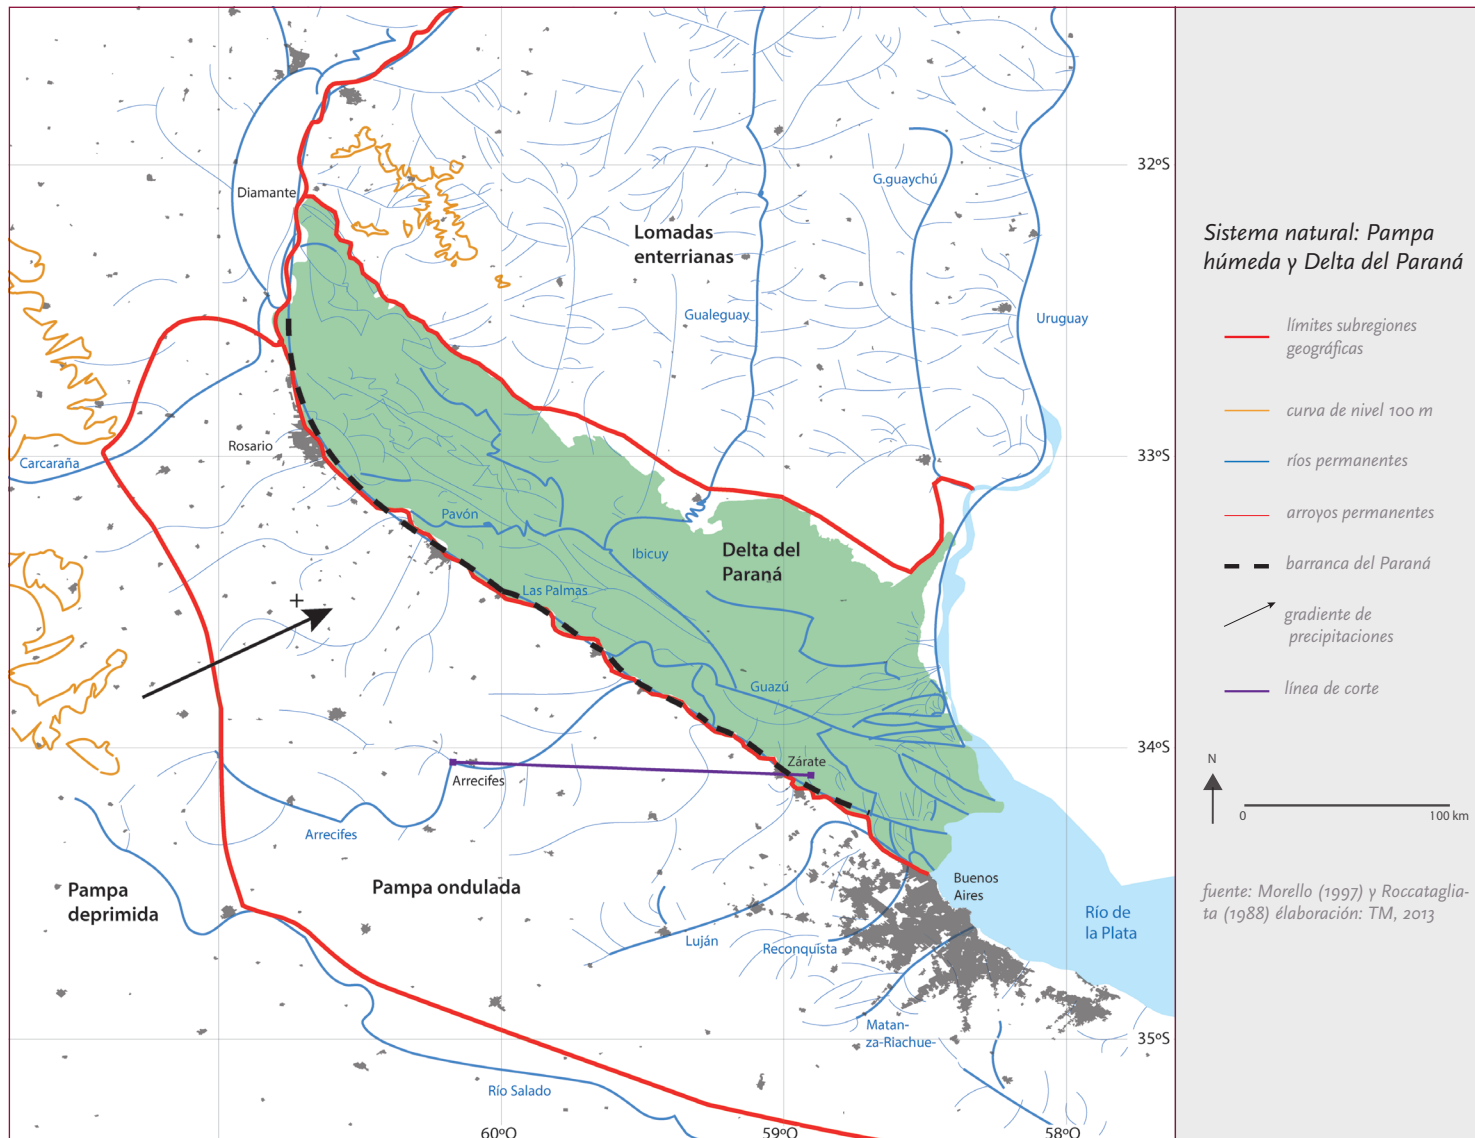 32ºS
G.guaychú
Diamante
Lomadas
enterrianas
Gualeguay
Uruguay
Rosario
33ºS
Carcaraña
Pavón
Ibicuy
Delta del
Paraná
Las Palmas
+
Guazú
34ºS
Zárate
Arrecifes
Arrecifes
Pampa
deprimida
Pampa ondulada
Buenos
Aires
Río de
la Plata
Luján
Reconquista
Matan-
za-Riachue-
35ºS
Río Salado
60ºO
59ºO
58ºO
Sistema natural: Pampa
húmeda y Delta del Paraná
límites subregiones
geográficas
curva de nivel 100 m
ríos permanentes
arroyos permanentes
barranca del Paraná
gradiente de
precipitaciones
línea de corte
N
0
100 km
fuente: Morello (1997) y Roccataglia-
ta (1988) élaboración: TM, 2013